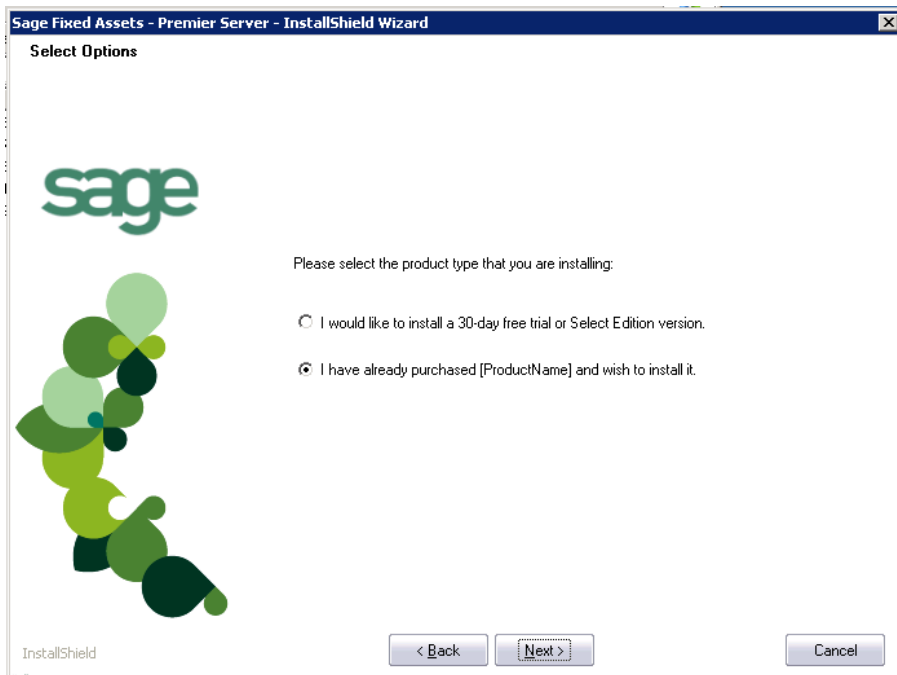 Sage Fixed Assets - Premier Server - InstallShield Wizard
Select Options
sage
Please select the product type that you are installing:
I would like to install a 30-day free trial or Select Edition version.
I have already purchased [ProductName] and wish to install it.
InstallShield
< Back
Next >
Cancel